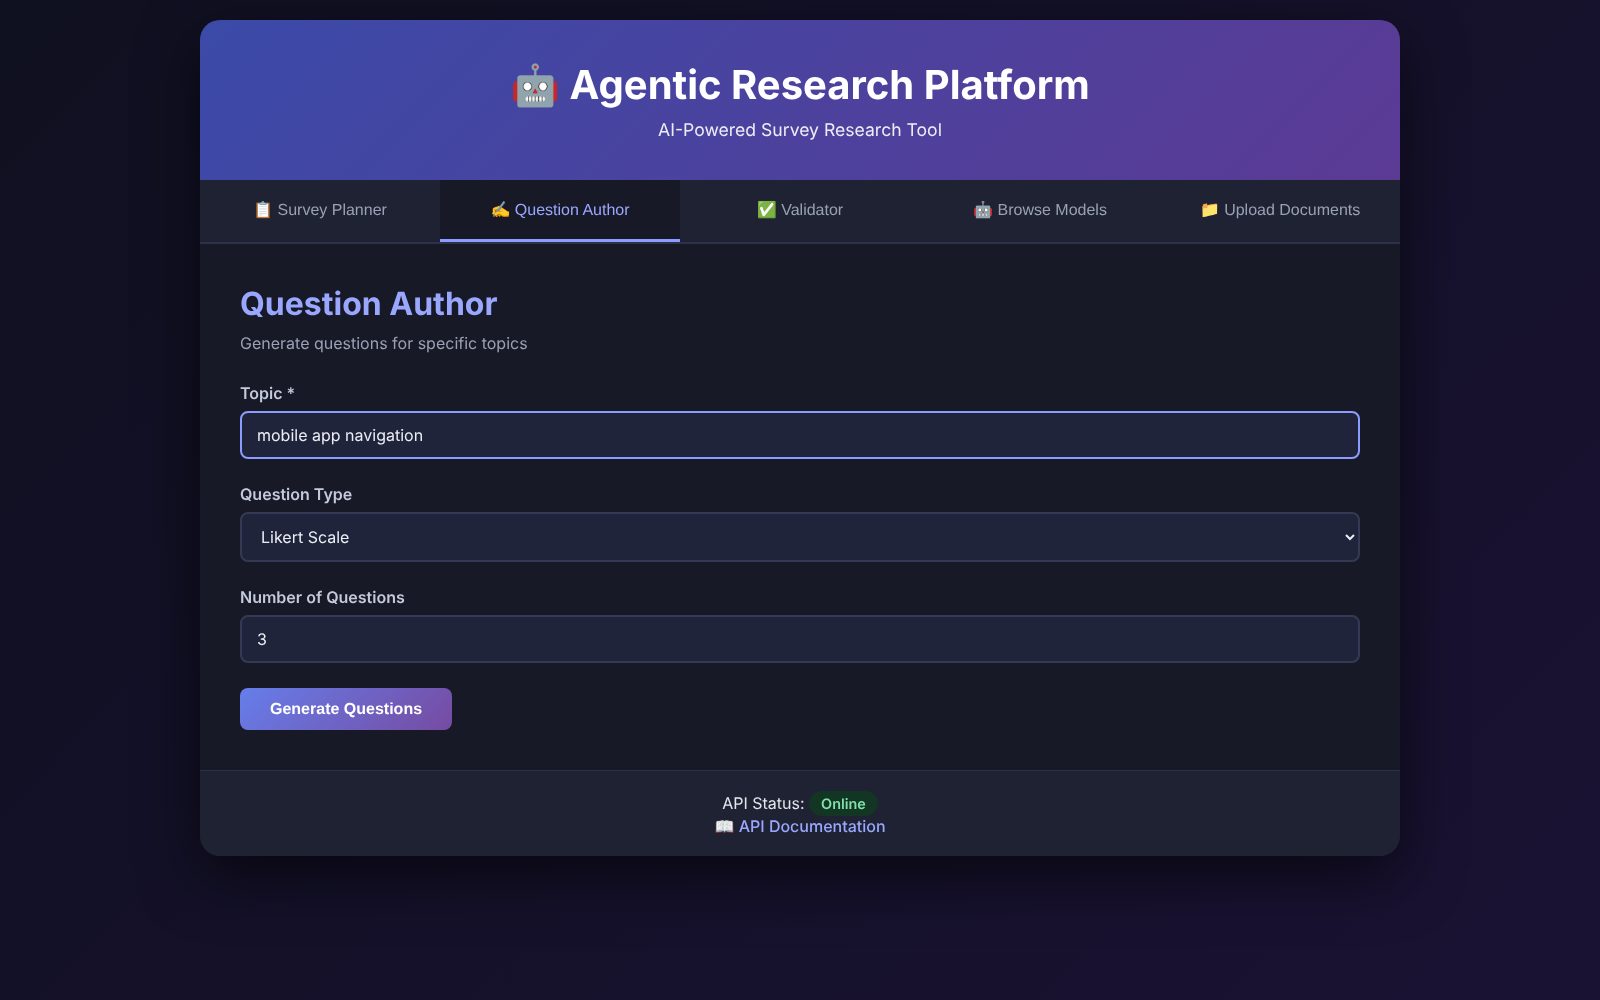 🤖 Agentic Research Platform
AI-Powered Survey Research Tool
📋 Survey Planner
✍️ Question Author
✅ Validator
🤖 Browse Models
📁 Upload Documents
Question Author
Generate questions for specific topics
Topic *
mobile app navigation
Question Type
Likert Scale
Number of Questions
3
Generate Questions
API Status: Online
📖 API Documentation